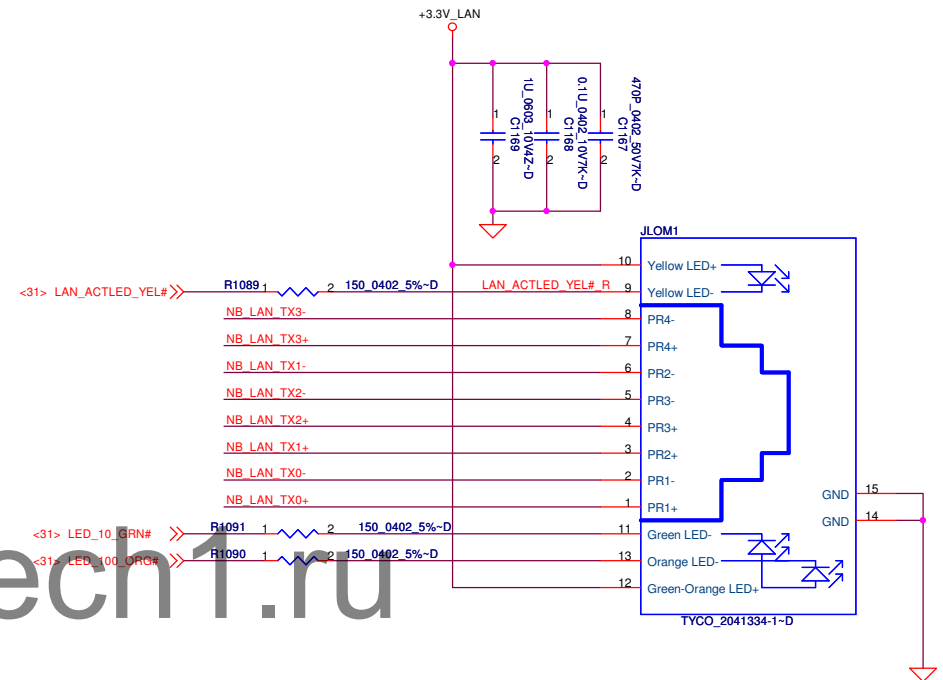 +3.3V_LAN
1
1
1
2
2
2
1U_0603_10V4Z~D
C1169
0.1U_0402_10V7K~D
C1168
470P_0402_50V7K~D
C1167
JLOM1
10 Yellow LED+
<31> LAN_ACTLED_YEL# R1089 1 2 150_0402_5%~D LAN_ACTLED_YEL#_R 9 Yellow LED-
NB_LAN_TX3- 8 PR4-
NB_LAN_TX3+ 7 PR4+
NB_LAN_TX1- 6 PR2-
NB_LAN_TX2- 5 PR3-
NB_LAN_TX2+ 4 PR3+
NB_LAN_TX1+ 3 PR2+
NB_LAN_TX0- 2 PR1-
GND 15
NB_LAN_TX0+ 1 PR1+
GND 14
<31> LED_10_GRN# R1091 1 2 150_0402_5%~D 11 Green LED-
<31> LED_100_ORG# R1090 1 2 150_0402_5%~D 13 Orange LED-
12 Green-Orange LED+
TYCO_2041334-1~D
ech1.ru